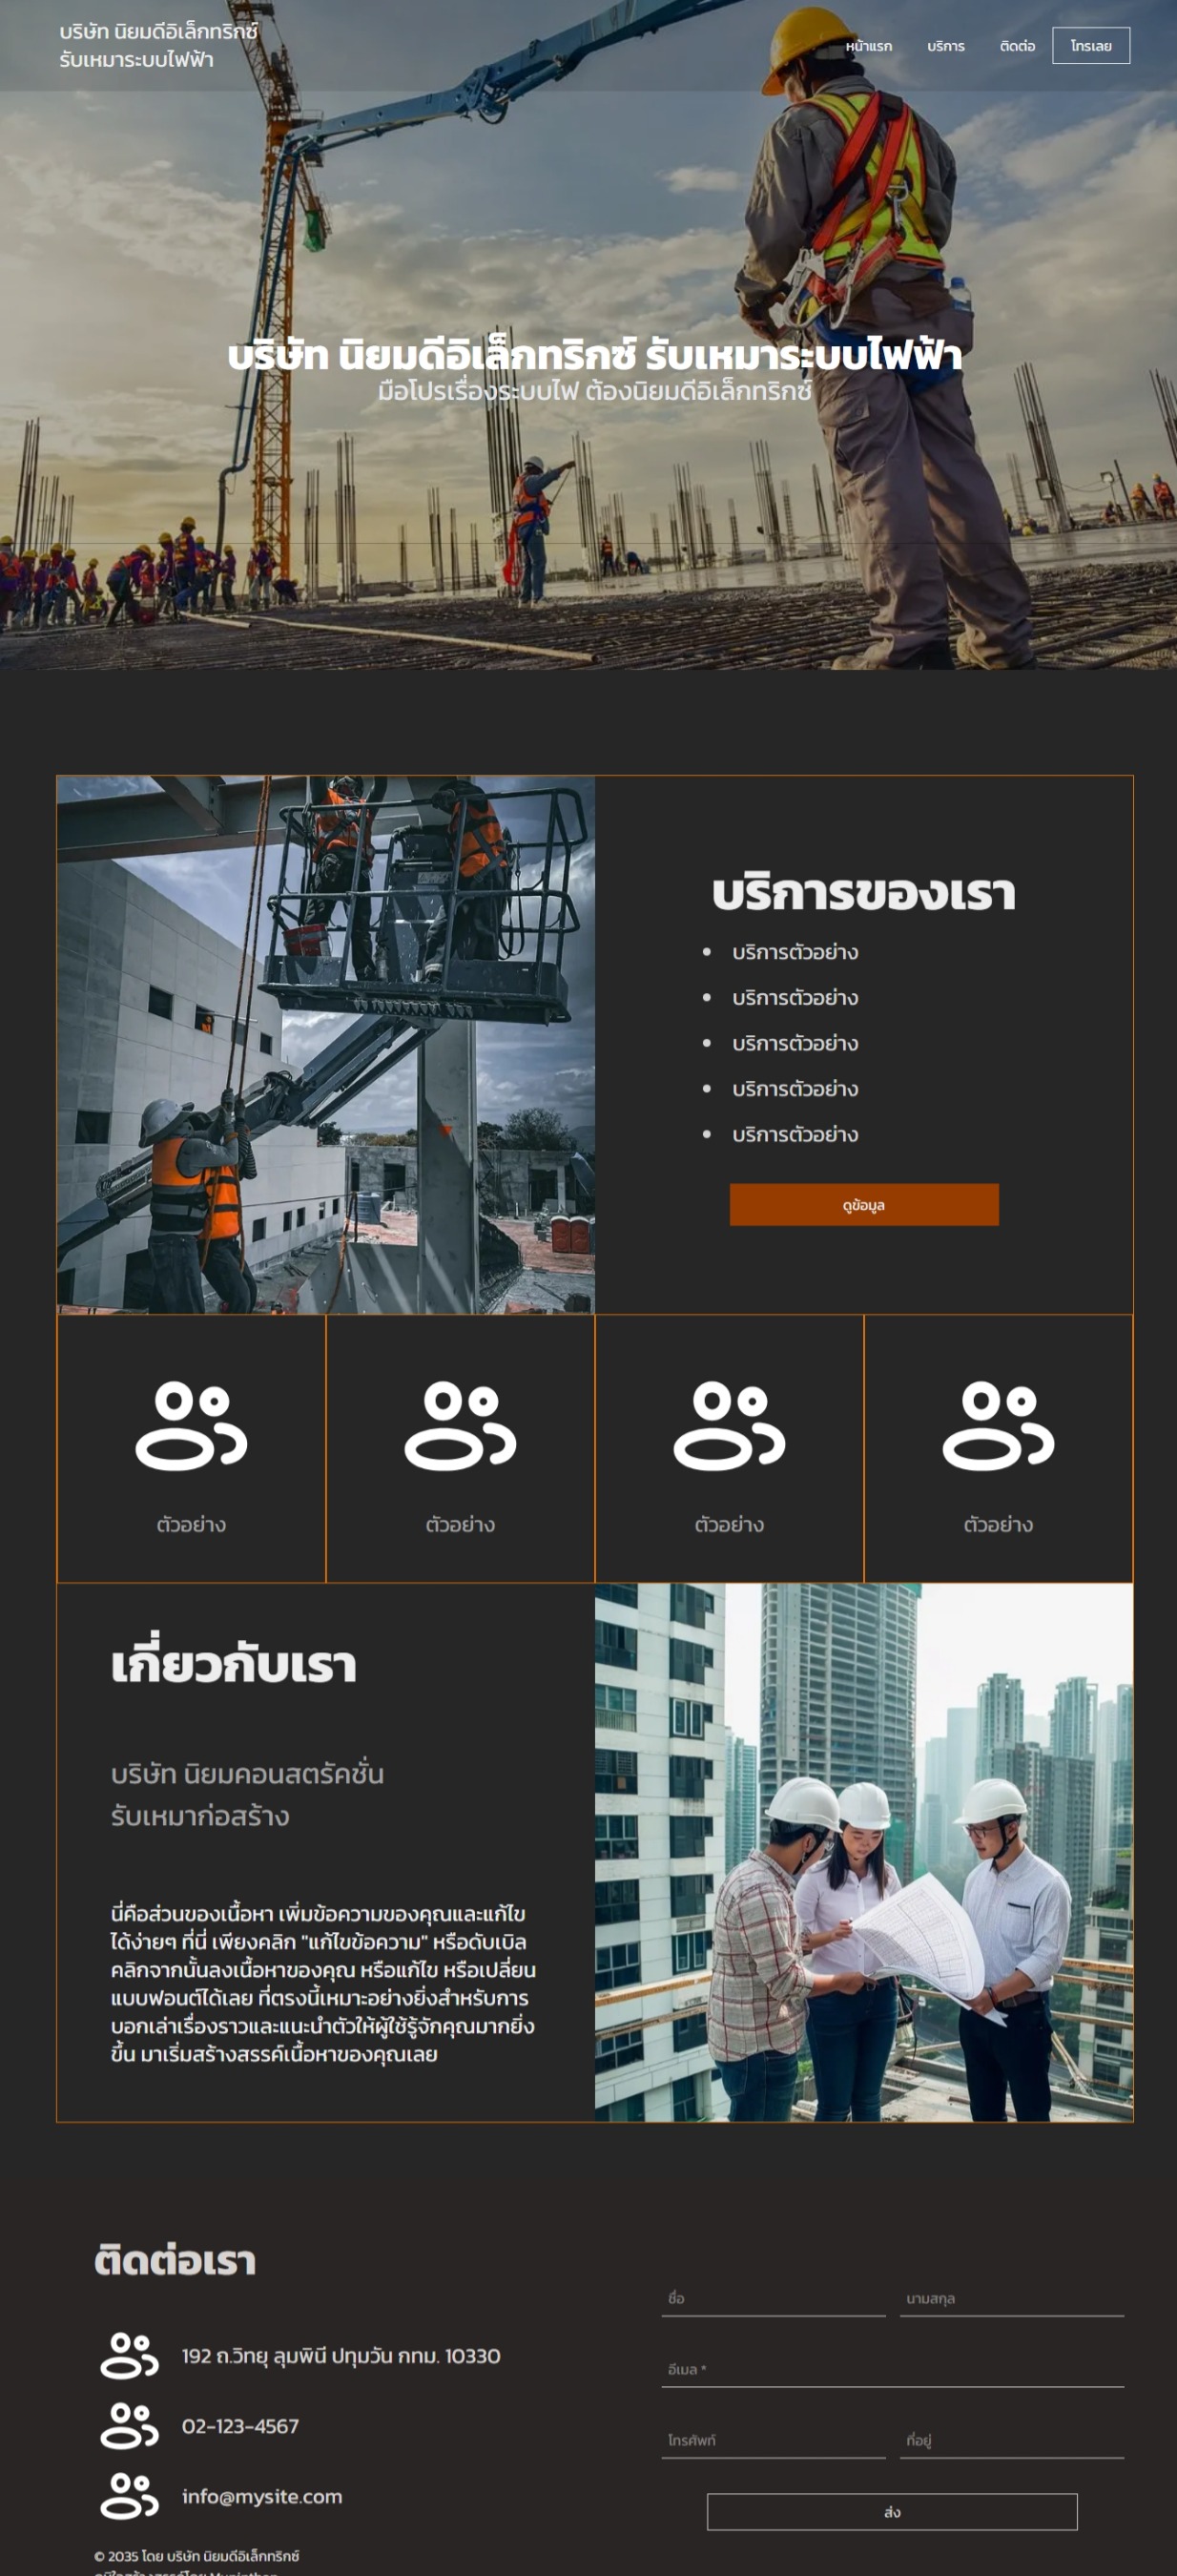 บริษัท นิยมดีอิเล็กทริกซ์
รับเหมาระบบไฟฟ้า
หน้าแรก
บริการ
ติดต่อ
โทรเลย
บริษัท นิยมดีอิเล็กทริกซ์ รับเหมาระบบไฟฟ้า
มือโปรเรื่องระบบไฟ ต้องนิยมดีอิเล็กทริกซ์
บริการของเรา
บริการตัวอย่าง
บริการตัวอย่าง
บริการตัวอย่าง
บริการตัวอย่าง
บริการตัวอย่าง
ดูข้อมูล
ตัวอย่าง
ตัวอย่าง
ตัวอย่าง
ตัวอย่าง
เกี่ยวกับเรา
บริษัท นิยมคอนสตรัคชั่น
รับเหมาก่อสร้าง
นี่คือส่วนของเนื้อหา เพิ่มข้อความของคุณและแก้ไข
ได้ง่ายๆ ที่นี่ เพียงคลิก "แก้ไขข้อความ" หรือดับเบิล
คลิกจากนั้นลงเนื้อหาของคุณ หรือแก้ไข หรือเปลี่ยน
แบบฟอนต์ได้เลย ที่ตรงนี้เหมาะอย่างยิ่งสำหรับการ
บอกเล่าเรื่องราวและแนะนำตัวให้ผู้ใช้รู้จักคุณมากยิ่ง
ขึ้น มาเริ่มสร้างสรรค์เนื้อหาของคุณเลย
ติดต่อเรา
192 ถ.วิทยุ ลุมพินี ปทุมวัน กทม. 10330
02-123-4567
info@mysite.com
© 2035 โดย บริษัท นิยมดีอิเล็กทริกซ์
ชื่อ
นามสกุล
อีเมล *
โทรศัพท์
ที่อยู่
ส่ง